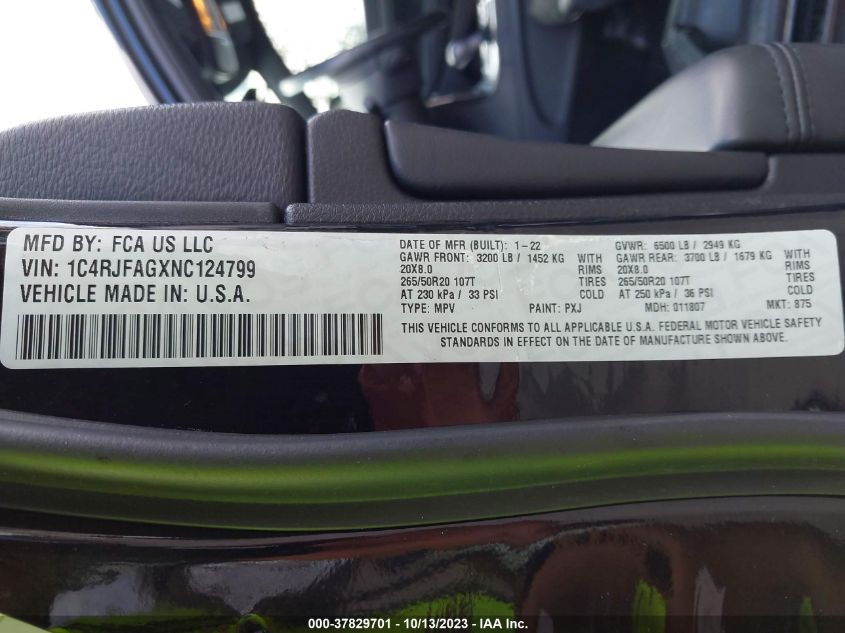 MFD BY: FCA US LLC
VIN: 1C4RJFAGXNC124799
VEHICLE MADE IN: U.S.A.
DATE OF MFR (BUILT): 1-22 GVWR: 6500 LB / 2949 KG
GAWR FRONT: 3200 LB / 1452 KG WITH GAWR REAR: 3700 LB / 1679 KG WITH
20X8.0 RIMS 20X8.0 RIMS
265/50R20 107T TIRES 265/50R20 107T TIRES
AT 230 kPa / 33 PSI COLD AT 250 kPa / 36 PSI COLD
TYPE: MPV PAINT: PXJ MDH: 011807 MKT: 875
THIS VEHICLE CONFORMS TO ALL APPLICABLE U.S.A. FEDERAL MOTOR VEHICLE SAFETY
STANDARDS IN EFFECT ON THE DATE OF MANUFACTURE SHOWN ABOVE.
000-37829701 - 10/13/2023 - IAA Inc.